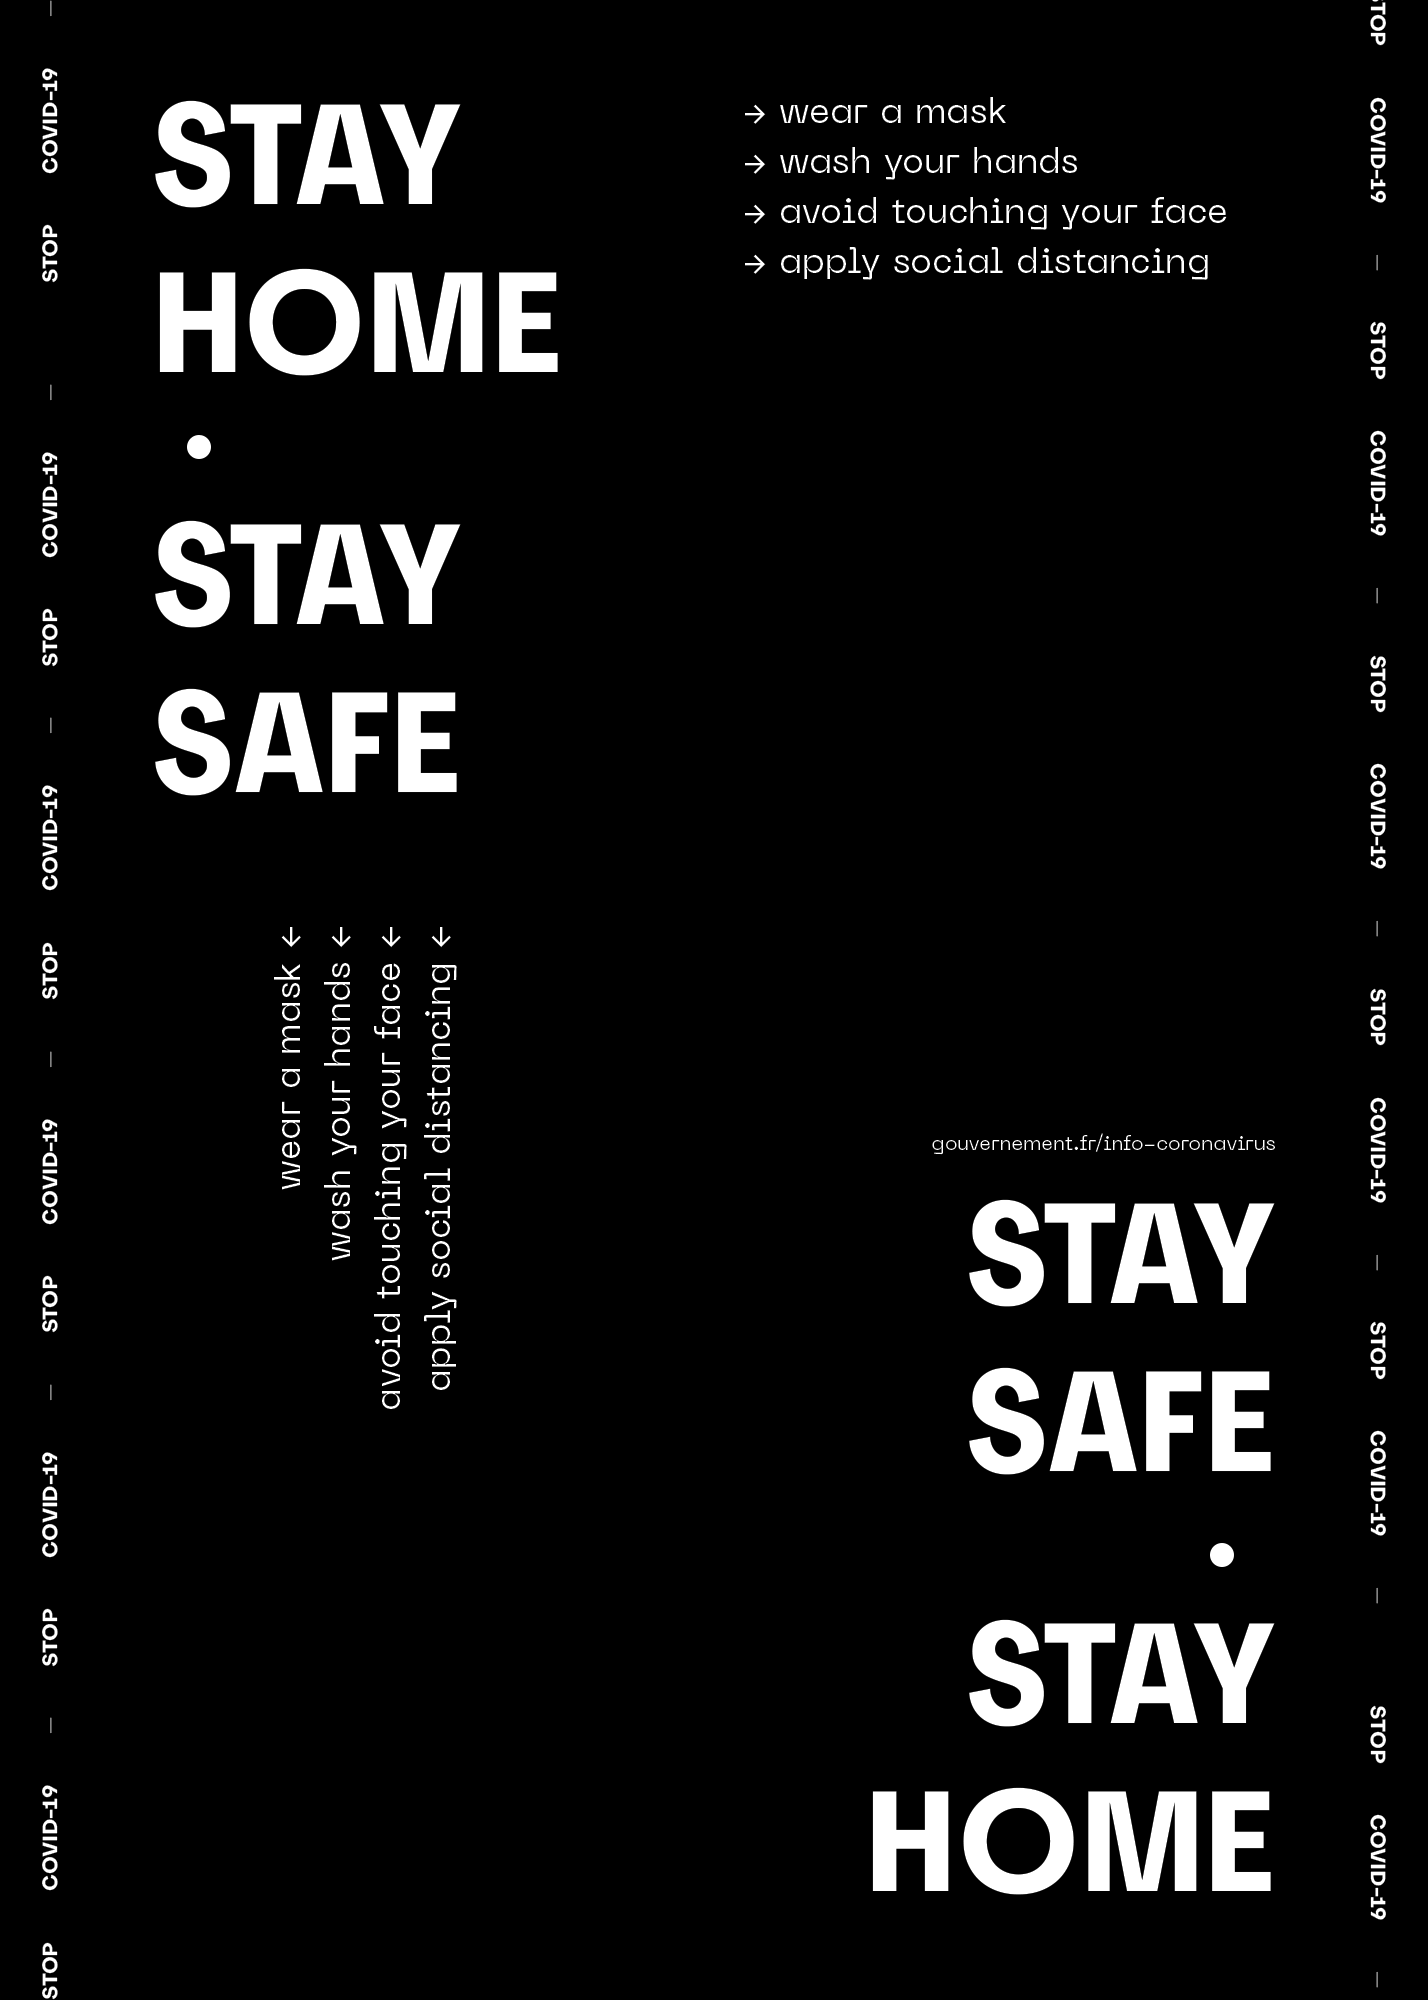 STOP COVID-19 — STOP COVID-19 — STOP COVID-19 — STOP COVID-19 — STOP COVID-19 — STOP COVID-19 —
STAY
HOME
•
STAY
SAFE
→ wear a mask
→ wash your hands
→ avoid touching your face
→ apply social distancing
wear a mask →
wash your hands →
avoid touching your face →
apply social distancing →
gouvernement.fr/info-coronavirus
STAY
SAFE
•
STAY
HOME
STOP COVID-19 — STOP COVID-19 — STOP COVID-19 — STOP COVID-19 — STOP COVID-19 — STOP COVID-19 —